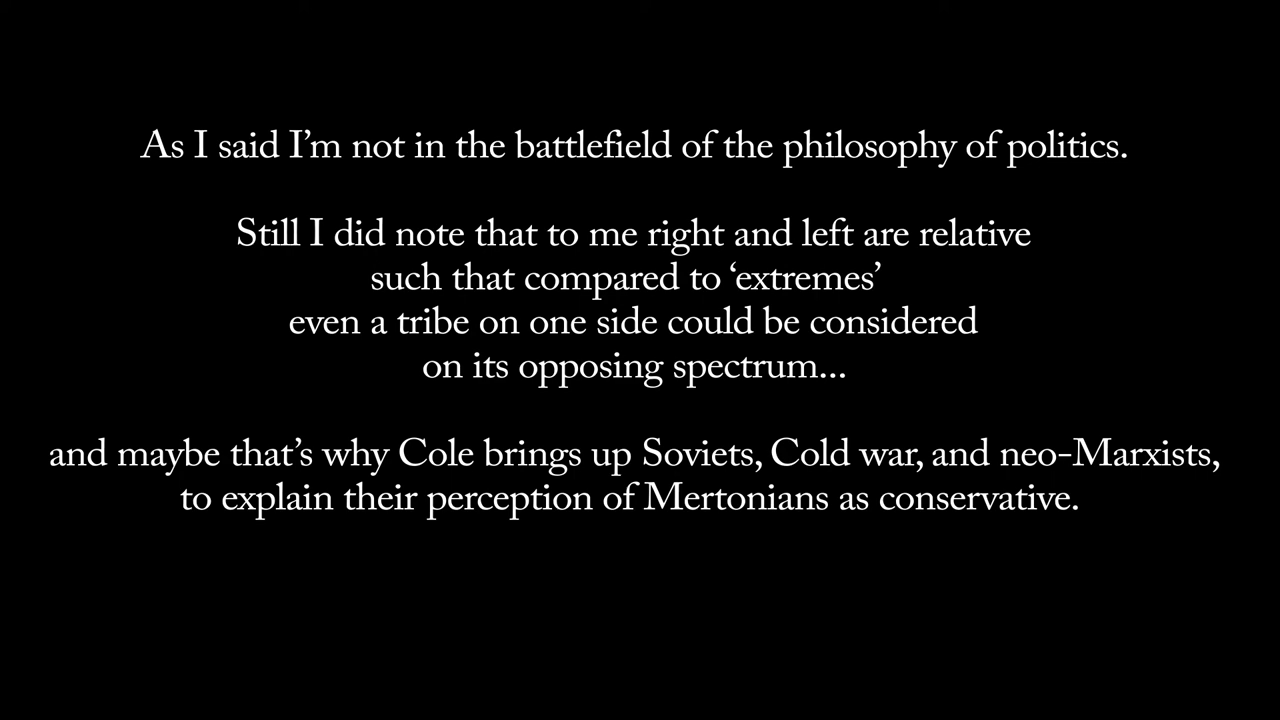 As I said I’m not in the battlefield of the philosophy of politics.
Still I did note that to me right and left are relative
such that compared to ‘extremes’
even a tribe on one side could be considered
on its opposing spectrum...
and maybe that’s why Cole brings up Soviets, Cold war, and neo-Marxists,
to explain their perception of Mertonians as conservative.